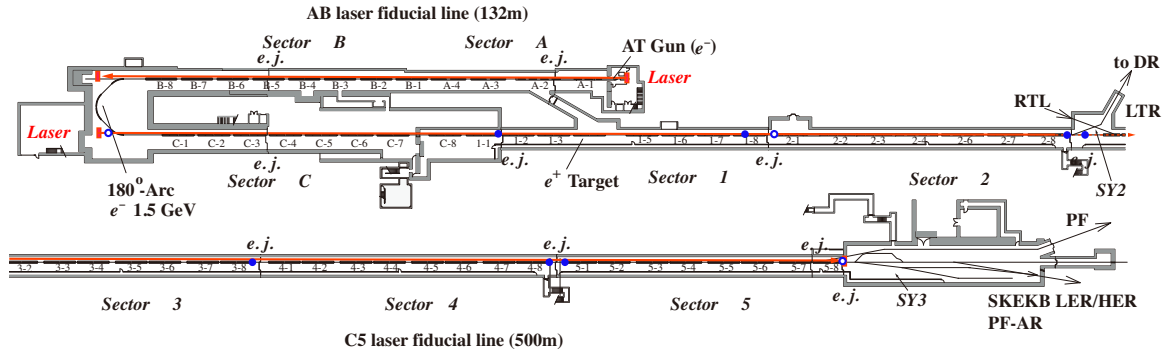 AB laser fiducial line (132m)
Sector B
Sector A
AT Gun (e⁻)
e. j.
e. j.
Laser
to DR
B-8 B-7 B-6 B-5 B-4 B-3 B-2 B-1 A-4 A-3 A-2 A-1
RTL
LTR
Laser
C-1 C-2 C-3 C-4 C-5 C-6 C-7 C-8 1-1 1-2 1-3 1-5 1-6 1-7 1-8 2-1 2-2 2-3 2-4 2-6 2-7 2-8
e. j.
e. j.
e. j.
e. j.
180°-Arc
e⁻ 1.5 GeV
Sector C
e⁺ Target
Sector 1
Sector 2
SY2
e. j.
e. j.
e. j.
PF
3-2 3-3 3-4 3-5 3-6 3-7 3-8 4-1 4-2 4-3 4-4 4-5 4-6 4-7 4-8 5-1 5-2 5-3 5-4 5-5 5-6 5-7 5-8
Sector 3
Sector 4
Sector 5
e. j.
SY3
SKEKB LER/HER
PF-AR
C5 laser fiducial line (500m)